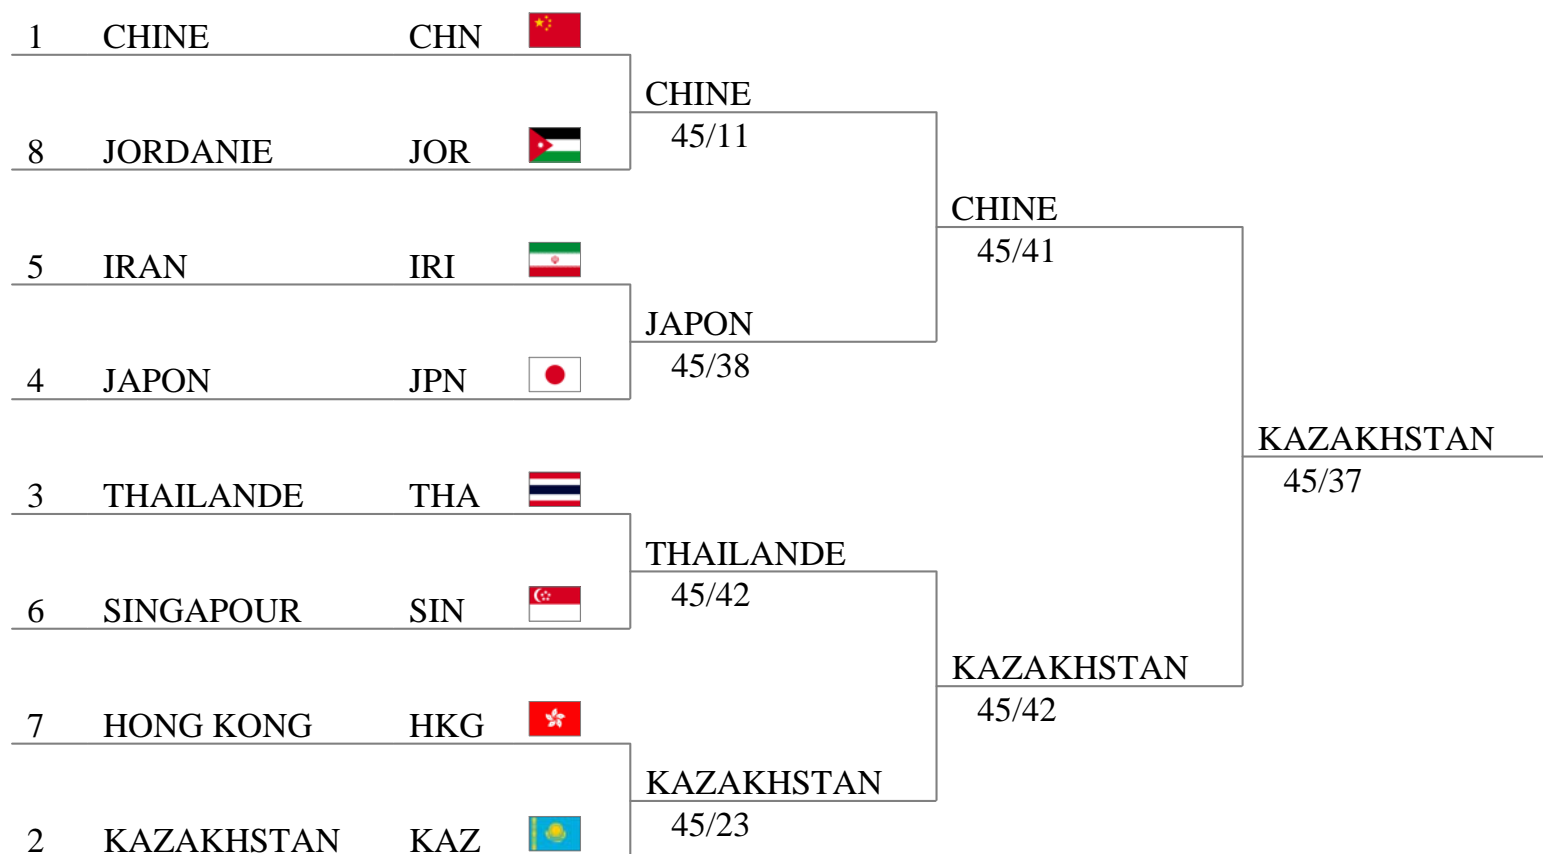 1 CHINE CHN
CHINE
45/11
8 JORDANIE JOR
CHINE
45/41
5 IRAN IRI
JAPON
45/38
4 JAPON JPN
KAZAKHSTAN
45/37
3 THAILANDE THA
THAILANDE
45/42
6 SINGAPOUR SIN
KAZAKHSTAN
45/42
7 HONG KONG HKG
KAZAKHSTAN
45/23
2 KAZAKHSTAN KAZ